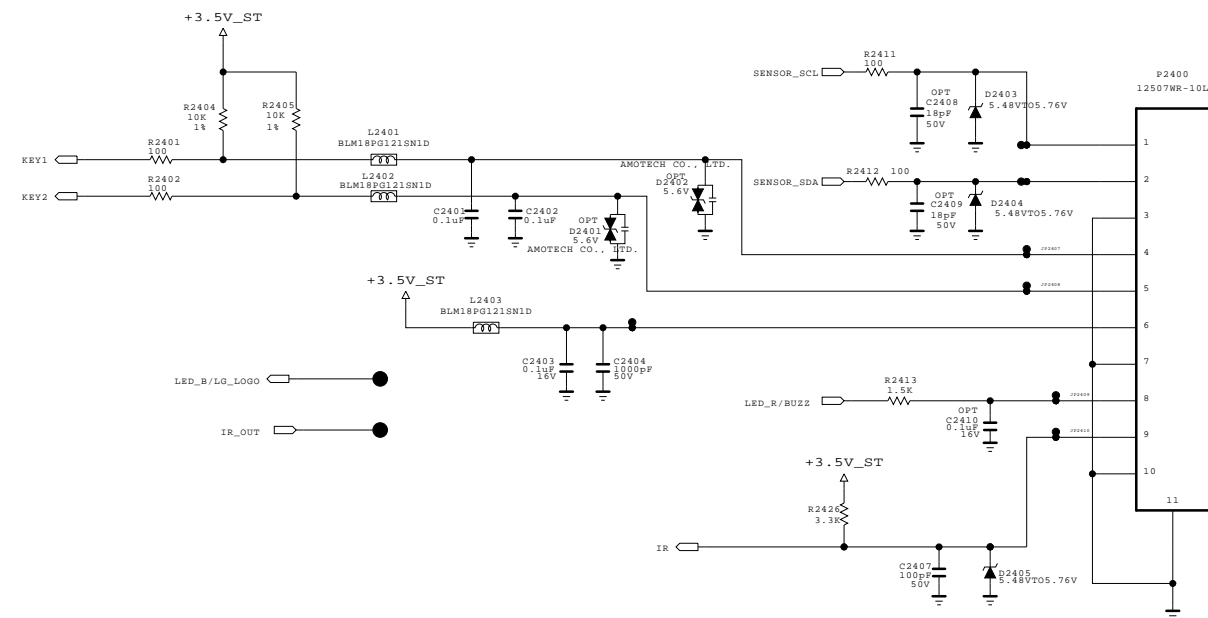 +3.5V_ST
R2404
10K
1%
R2405
10K
1%
R2401
100
KEY1
R2402
100
KEY2
L2401
BLM18PG121SN1D
L2402
BLM18PG121SN1D
C2401
0.1uF
C2402
0.1uF
OPT
D2401
5.6V
AMOTECH CO., LTD.
AMOTECH CO., LTD.
OPT
D2402
5.6V
R2411
100
SENSOR_SCL
OPT
C2408
18pF
50V
D2403
5.48VTO5.76V
R2412 100
SENSOR_SDA
OPT
C2409
18pF
50V
D2404
5.48VTO5.76V
P2400
12507WR-10L
1
2
3
4
5
6
7
8
9
10
11
JP2407
JP2408
+3.5V_ST
L2403
BLM18PG121SN1D
C2403
0.1uF
16V
C2404
1000pF
50V
LED_B/LG_LOGO
IR_OUT
R2413
1.5K
LED_R/BUZZ
OPT
C2410
0.1uF
16V
JP2409
JP2410
+3.5V_ST
R2426
3.3K
IR
C2407
100pF
50V
D2405
5.48VTO5.76V